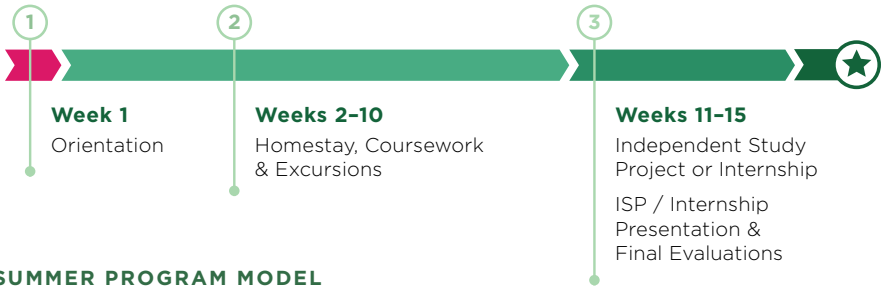 1
2
3
Week 1
Orientation
Weeks 2–10
Homestay, Coursework
& Excursions
Weeks 11–15
Independent Study
Project or Internship
ISP / Internship
Presentation &
Final Evaluations
SUMMER PROGRAM MODEL